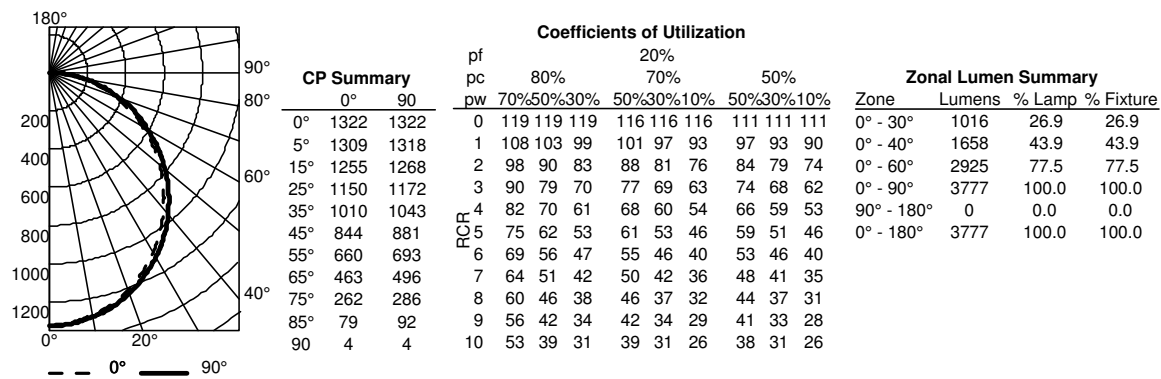 180°
90°
80°
60°
40°
200
400
600
800
1000
1200
0° 20°
0° 90°
CP Summary
0° 90
0° 1322 1322
5° 1309 1318
15° 1255 1268
25° 1150 1172
35° 1010 1043
45° 844 881
55° 660 693
65° 463 496
75° 262 286
85° 79 92
90 4 4
Coefficients of Utilization
pf 20%
pc 80% 70% 50%
pw 70%50%30% 50%30%10% 50%30%10%
RCR
0 119 119 119 116 116 116 111 111 111
1 108 103 99 101 97 93 97 93 90
2 98 90 83 88 81 76 84 79 74
3 90 79 70 77 69 63 74 68 62
4 82 70 61 68 60 54 66 59 53
5 75 62 53 61 53 46 59 51 46
6 69 56 47 55 46 40 53 46 40
7 64 51 42 50 42 36 48 41 35
8 60 46 38 46 37 32 44 37 31
9 56 42 34 42 34 29 41 33 28
10 53 39 31 39 31 26 38 31 26
Zonal Lumen Summary
Zone Lumens % Lamp % Fixture
0° - 30° 1016 26.9 26.9
0° - 40° 1658 43.9 43.9
0° - 60° 2925 77.5 77.5
0° - 90° 3777 100.0 100.0
90° - 180° 0 0.0 0.0
0° - 180° 3777 100.0 100.0